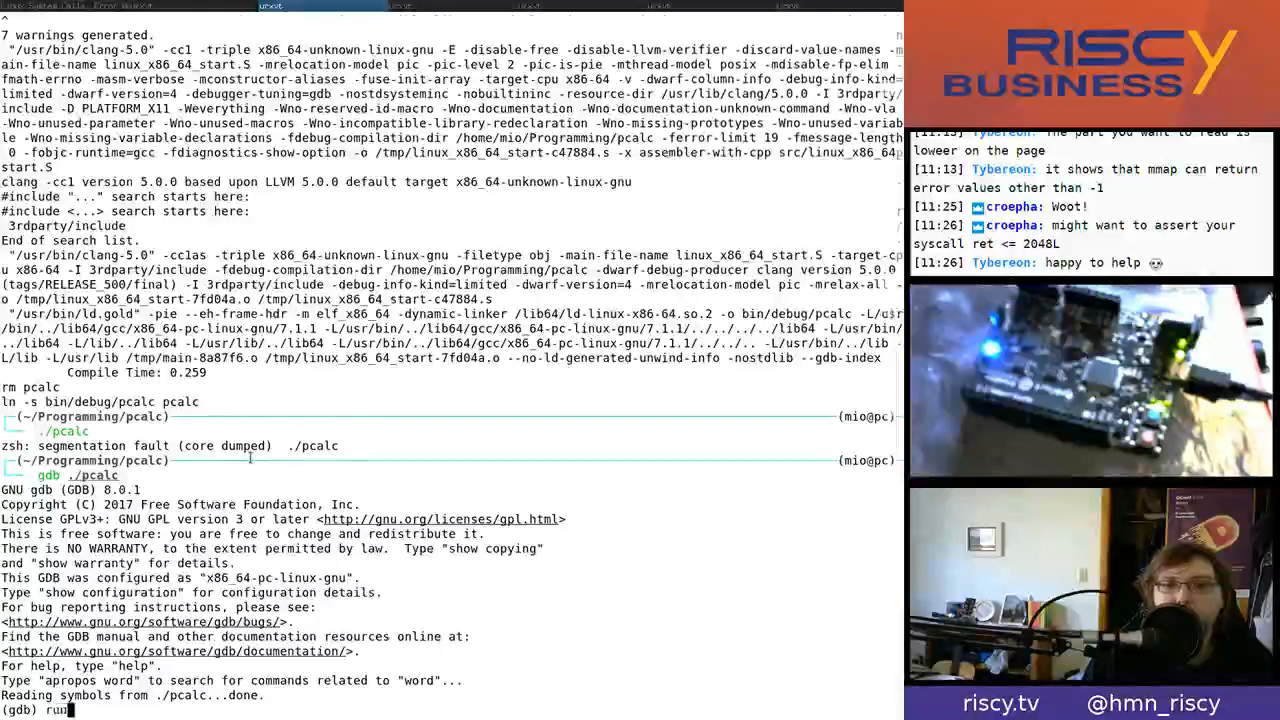 Linux System Calls, Error Numbers
urxvt
urxvt
urxvt
urxvt
urxvt
^
7 warnings generated.
 "/usr/bin/clang-5.0" -cc1 -triple x86_64-unknown-linux-gnu -E -disable-free -disable-llvm-verifier -discard-value-names -m
ain-file-name linux_x86_64_start.S -mrelocation-model pic -pic-level 2 -pic-is-pie -mthread-model posix -mdisable-fp-elim -
fmath-errno -masm-verbose -mconstructor-aliases -fuse-init-array -target-cpu x86-64 -v -dwarf-column-info -debug-info-kind=
limited -dwarf-version=4 -debugger-tuning=gdb -nostdsysteminc -nobuiltininc -resource-dir /usr/lib/clang/5.0.0 -I 3rdparty/
include -D PLATFORM_X11 -Weverything -Wno-reserved-id-macro -Wno-documentation -Wno-documentation-unknown-command -Wno-vla
-Wno-unused-parameter -Wno-unused-macros -Wno-incompatible-library-redeclaration -Wno-missing-prototypes -Wno-unused-variab
le -Wno-missing-variable-declarations -fdebug-compilation-dir /home/mio/Programming/pcalc -ferror-limit 19 -fmessage-length
 0 -fobjc-runtime=gcc -fdiagnostics-show-option -o /tmp/linux_x86_64_start-c47884.s -x assembler-with-cpp src/linux_x86_64_
start.S
clang -cc1 version 5.0.0 based upon LLVM 5.0.0 default target x86_64-unknown-linux-gnu
#include "..." search starts here:
#include <...> search starts here:
 3rdparty/include
End of search list.
 "/usr/bin/clang-5.0" -cc1as -triple x86_64-unknown-linux-gnu -filetype obj -main-file-name linux_x86_64_start.S -target-cp
u x86-64 -I 3rdparty/include -fdebug-compilation-dir /home/mio/Programming/pcalc -dwarf-debug-producer clang version 5.0.0
(tags/RELEASE_500/final) -I 3rdparty/include -debug-info-kind=limited -dwarf-version=4 -mrelocation-model pic -mrelax-all -
o /tmp/linux_x86_64_start-7fd04a.o /tmp/linux_x86_64_start-c47884.s
 "/usr/bin/ld.gold" -pie --eh-frame-hdr -m elf_x86_64 -dynamic-linker /lib64/ld-linux-x86-64.so.2 -o bin/debug/pcalc -L/usr
/bin/../lib64/gcc/x86_64-pc-linux-gnu/7.1.1 -L/usr/bin/../lib64/gcc/x86_64-pc-linux-gnu/7.1.1/../../../../lib64 -L/usr/bin/
../lib64 -L/lib/../lib64 -L/usr/lib/../lib64 -L/usr/bin/../lib64/gcc/x86_64-pc-linux-gnu/7.1.1/../../.. -L/usr/bin/../lib -
L/lib -L/usr/lib /tmp/main-8a87f6.o /tmp/linux_x86_64_start-7fd04a.o --no-ld-generated-unwind-info -nostdlib --gdb-index
Compile Time: 0.259
rm pcalc
ln -s bin/debug/pcalc pcalc
(~/Programming/pcalc) (mio@pc)
./pcalc
zsh: segmentation fault (core dumped)  ./pcalc
(~/Programming/pcalc) (mio@pc)
gdb ./pcalc
GNU gdb (GDB) 8.0.1
Copyright (C) 2017 Free Software Foundation, Inc.
License GPLv3+: GNU GPL version 3 or later <http://gnu.org/licenses/gpl.html>
This is free software: you are free to change and redistribute it.
There is NO WARRANTY, to the extent permitted by law.  Type "show copying"
and "show warranty" for details.
This GDB was configured as "x86_64-pc-linux-gnu".
Type "show configuration" for configuration details.
For bug reporting instructions, please see:
<http://www.gnu.org/software/gdb/bugs/>.
Find the GDB manual and other documentation resources online at:
<http://www.gnu.org/software/gdb/documentation/>.
For help, type "help".
Type "apropos word" to search for commands related to "word"...
Reading symbols from ./pcalc...done.
(gdb) run
RISCY
BUSINESS
[11:13] Tybereon: The part you want to read is
loweer on the page
[11:13] Tybereon: it shows that mmap can return
error values other than -1
[11:25] croepha: Woot!
[11:26] croepha: might want to assert your
syscall ret <= 2048L
[11:26] Tybereon: happy to help
riscy.tv @hmn_riscy